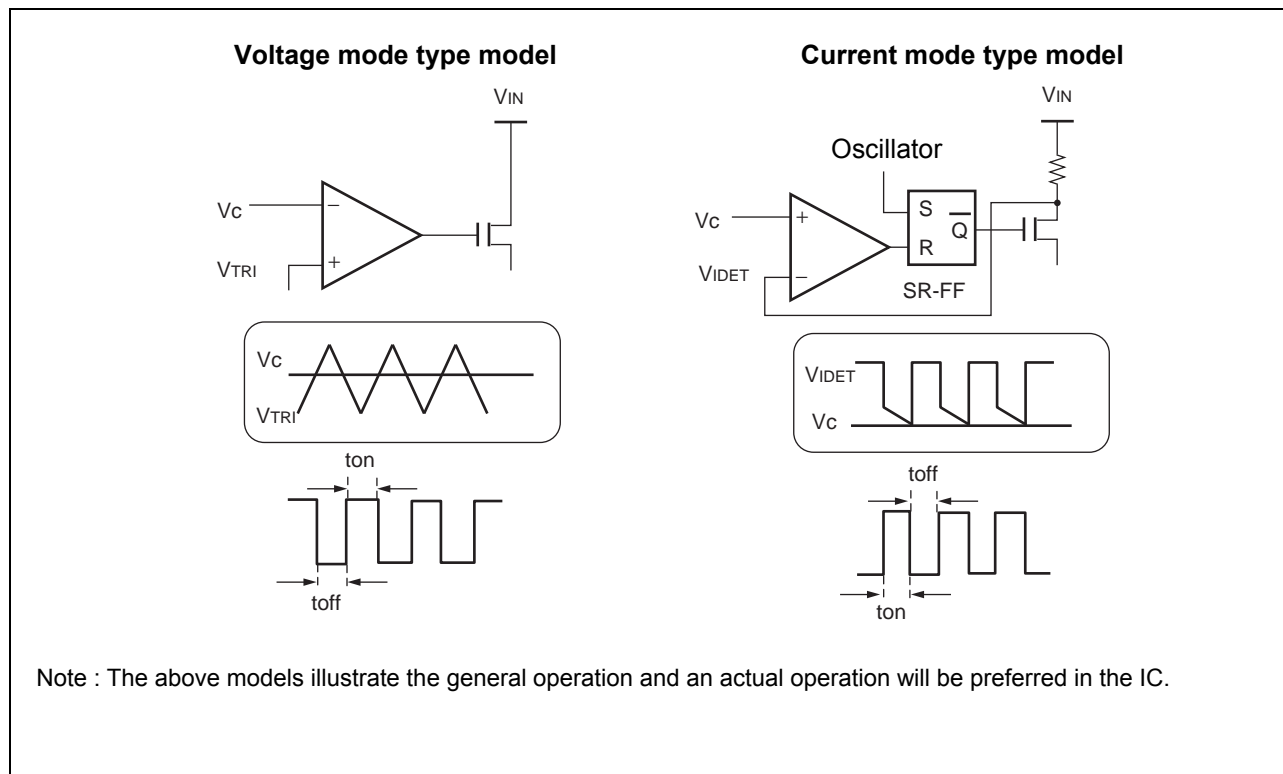 Voltage mode type model
VIN
Vc
−
VTRI
+
Vc
VTRI
ton
toff
Current mode type model
VIN
Oscillator
Vc
+
S
Q
R
VIDET
−
SR-FF
VIDET
Vc
toff
ton
Note : The above models illustrate the general operation and an actual operation will be preferred in the IC.